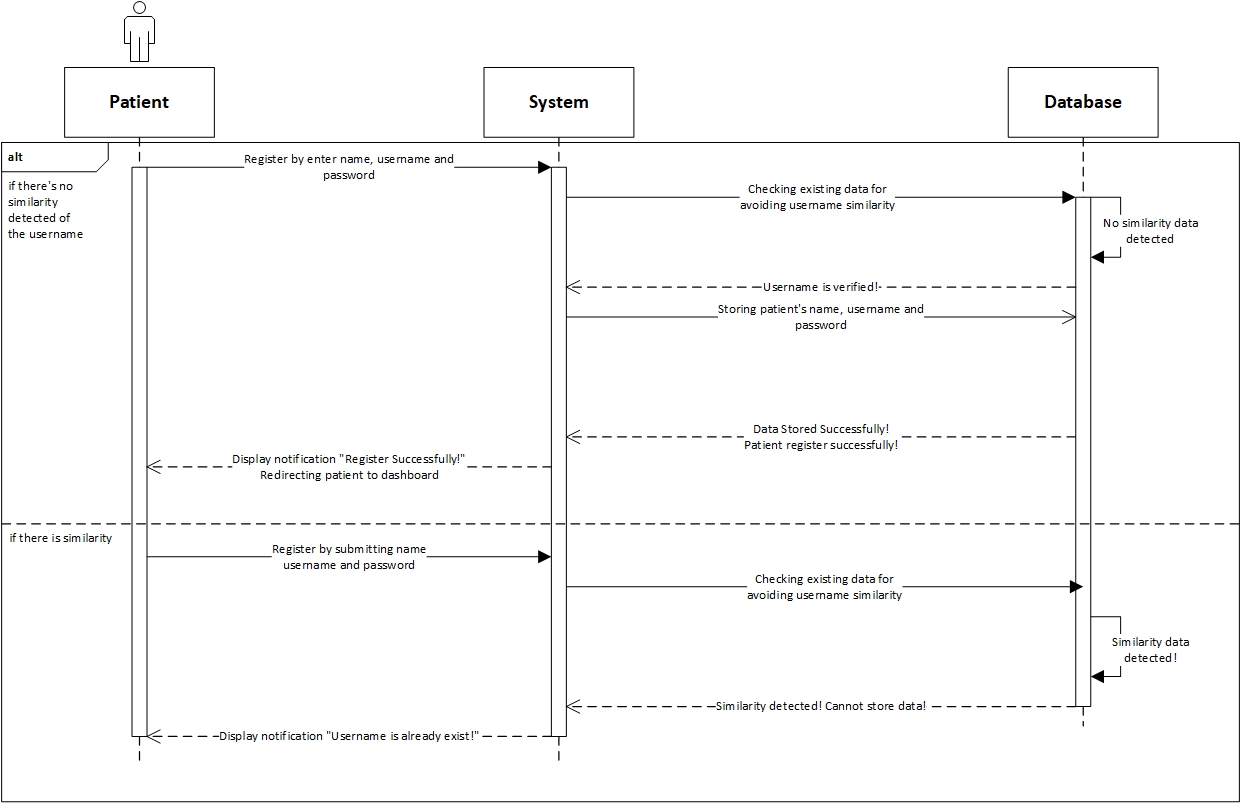 Patient
System
Database
alt
if there's no
similarity
detected of
the username
Register by enter name, username and
password
Checking existing data for
avoiding username similarity
No similarity data
detected
Username is verified!
Storing patient's name, username and
password
Data Stored Successfully!
Patient register successfully!
Display notification "Register Successfully!"
Redirecting patient to dashboard
if there is similarity
Register by submitting name
username and password
Checking existing data for
avoiding username similarity
Similarity data
detected!
Similarity detected! Cannot store data!
Display notification "Username is already exist!"